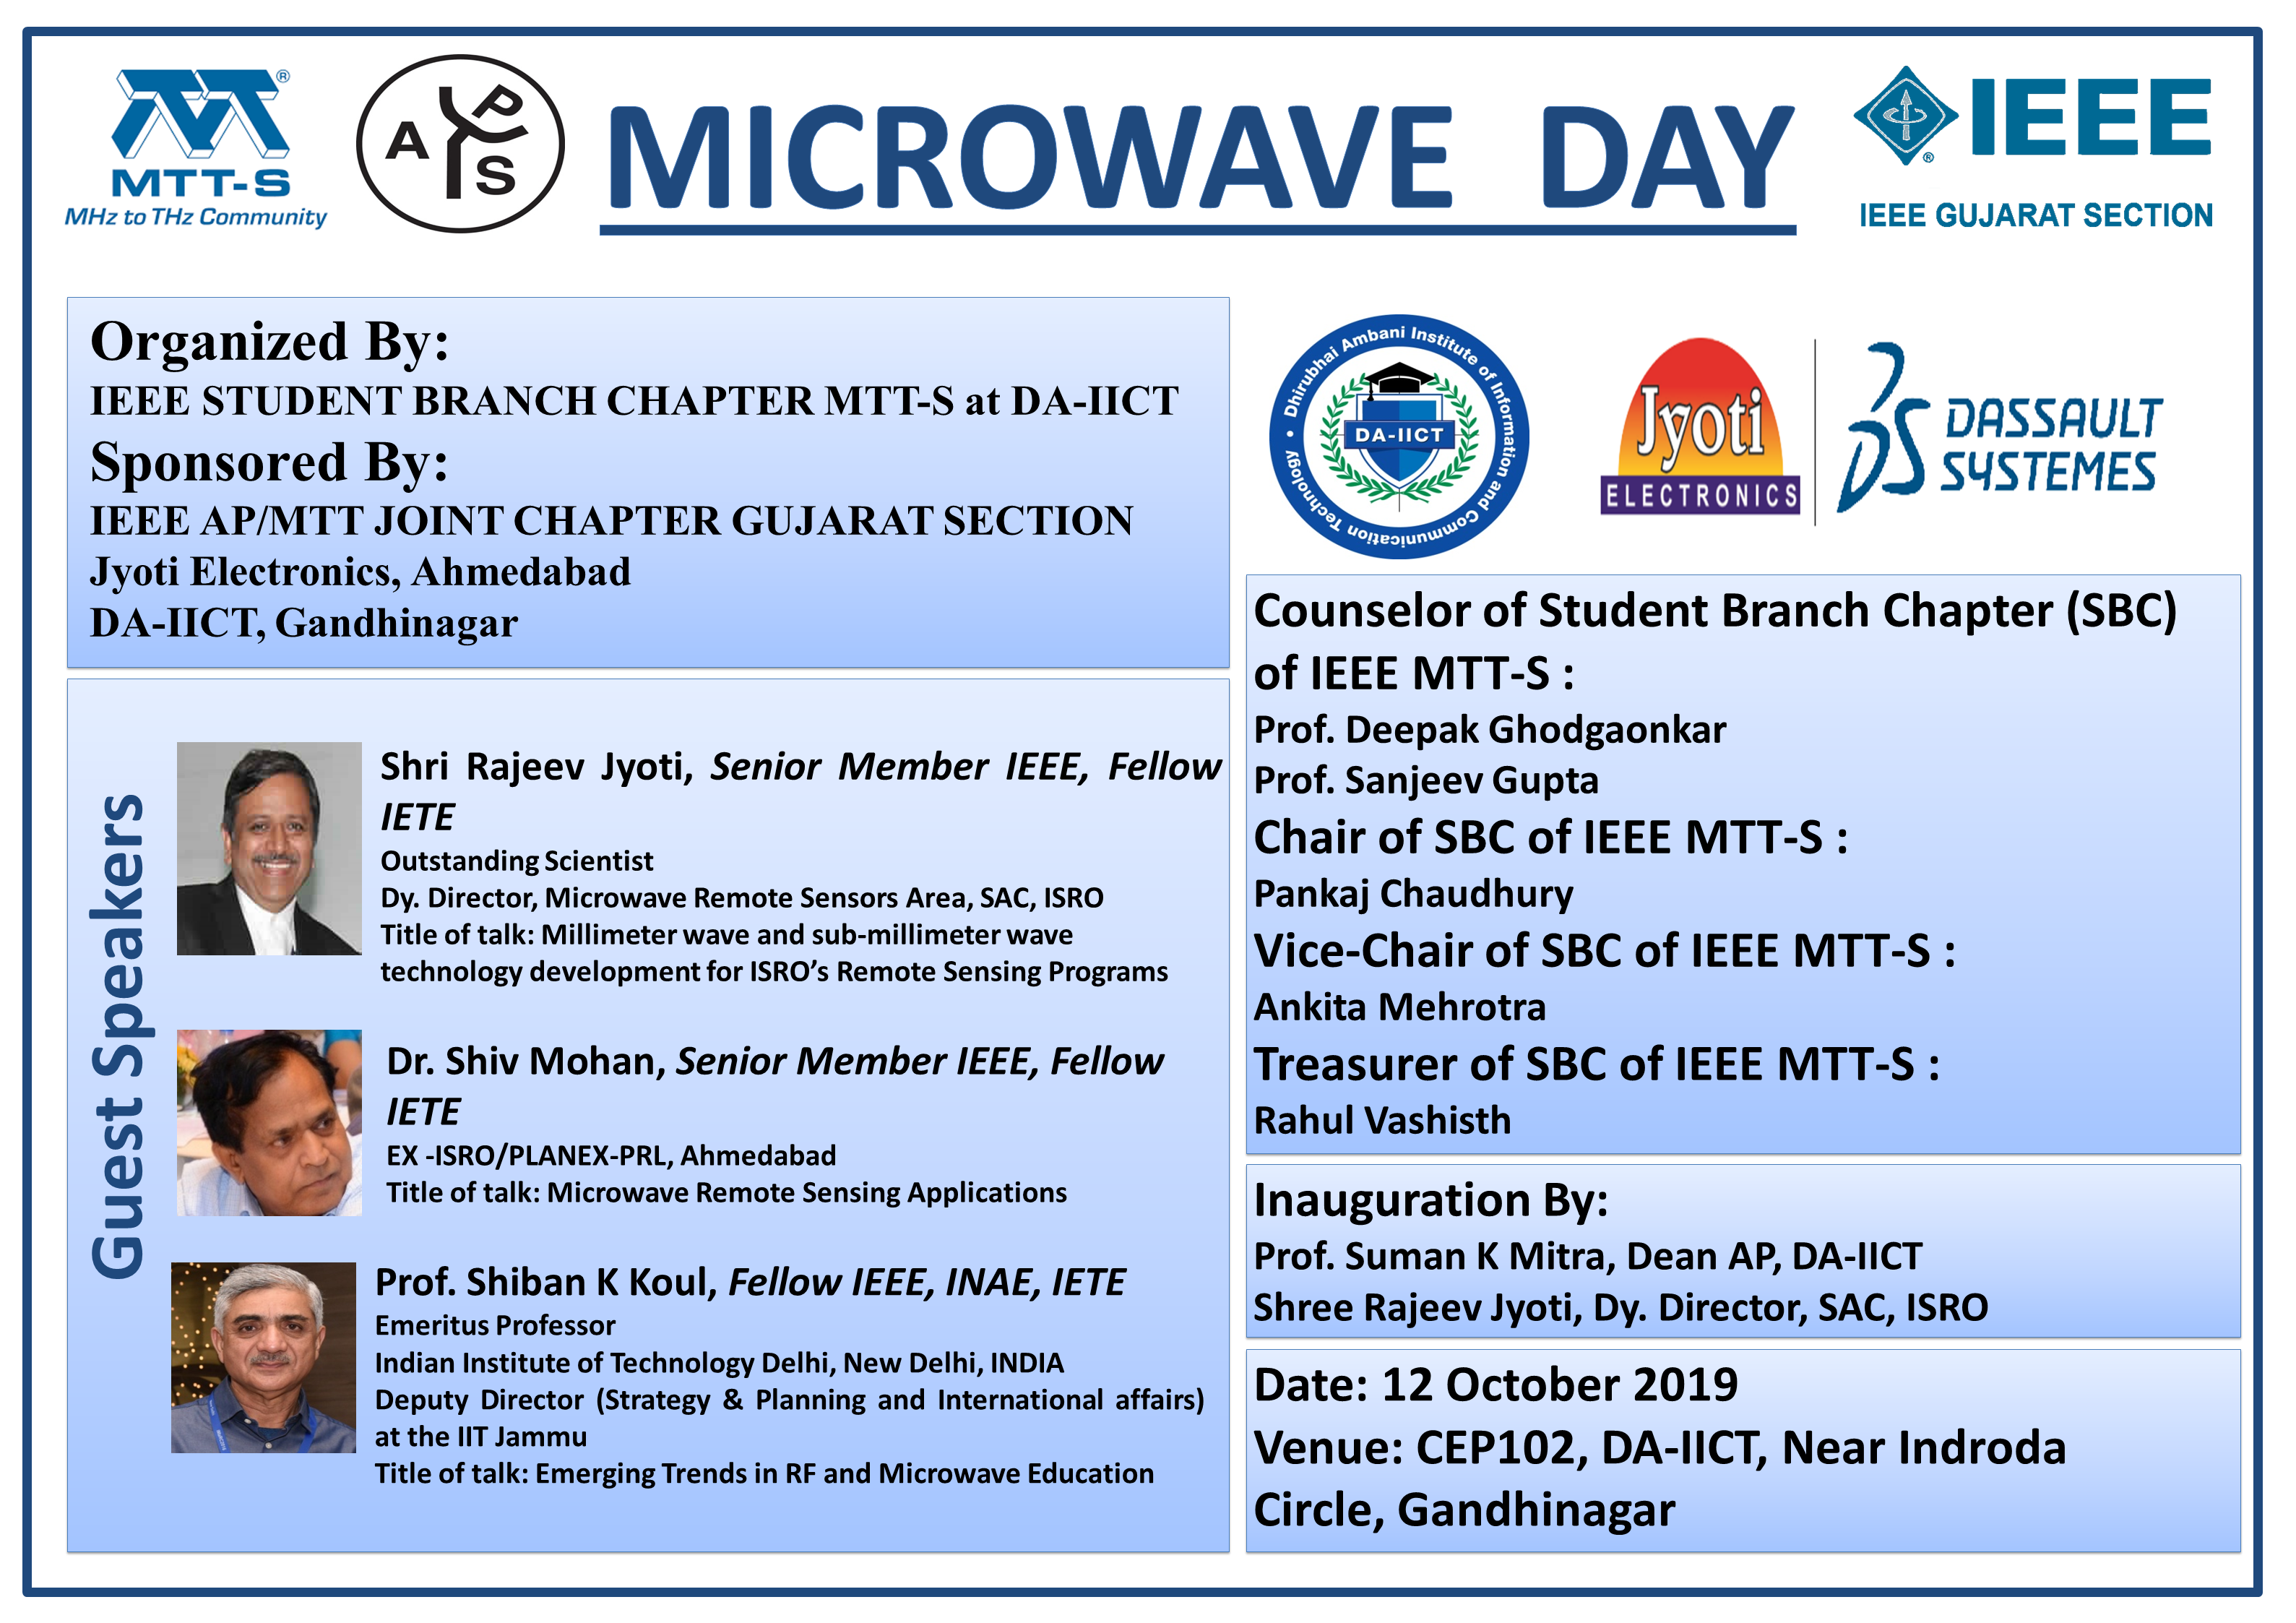 MTT-S
MHz to THz Community
A P S
MICROWAVE DAY
IEEE
IEEE GUJARAT SECTION
Organized By:
IEEE STUDENT BRANCH CHAPTER MTT-S at DA-IICT
Sponsored By:
IEEE AP/MTT JOINT CHAPTER GUJARAT SECTION
Jyoti Electronics, Ahmedabad
DA-IICT, Gandhinagar
Dhirubhai Ambani Institute of Information and Communication Technology
DA-IICT
Jyoti
ELECTRONICS
DASSAULT
SYSTEMES
Guest Speakers
Shri Rajeev Jyoti, Senior Member IEEE, Fellow
IETE
Outstanding Scientist
Dy. Director, Microwave Remote Sensors Area, SAC, ISRO
Title of talk: Millimeter wave and sub-millimeter wave
technology development for ISRO’s Remote Sensing Programs
Dr. Shiv Mohan, Senior Member IEEE, Fellow
IETE
EX -ISRO/PLANEX-PRL, Ahmedabad
Title of talk: Microwave Remote Sensing Applications
Prof. Shiban K Koul, Fellow IEEE, INAE, IETE
Emeritus Professor
Indian Institute of Technology Delhi, New Delhi, INDIA
Deputy Director (Strategy & Planning and International affairs)
at the IIT Jammu
Title of talk: Emerging Trends in RF and Microwave Education
Counselor of Student Branch Chapter (SBC)
of IEEE MTT-S :
Prof. Deepak Ghodgaonkar
Prof. Sanjeev Gupta
Chair of SBC of IEEE MTT-S :
Pankaj Chaudhury
Vice-Chair of SBC of IEEE MTT-S :
Ankita Mehrotra
Treasurer of SBC of IEEE MTT-S :
Rahul Vashisth
Inauguration By:
Prof. Suman K Mitra, Dean AP, DA-IICT
Shree Rajeev Jyoti, Dy. Director, SAC, ISRO
Date: 12 October 2019
Venue: CEP102, DA-IICT, Near Indroda
Circle, Gandhinagar